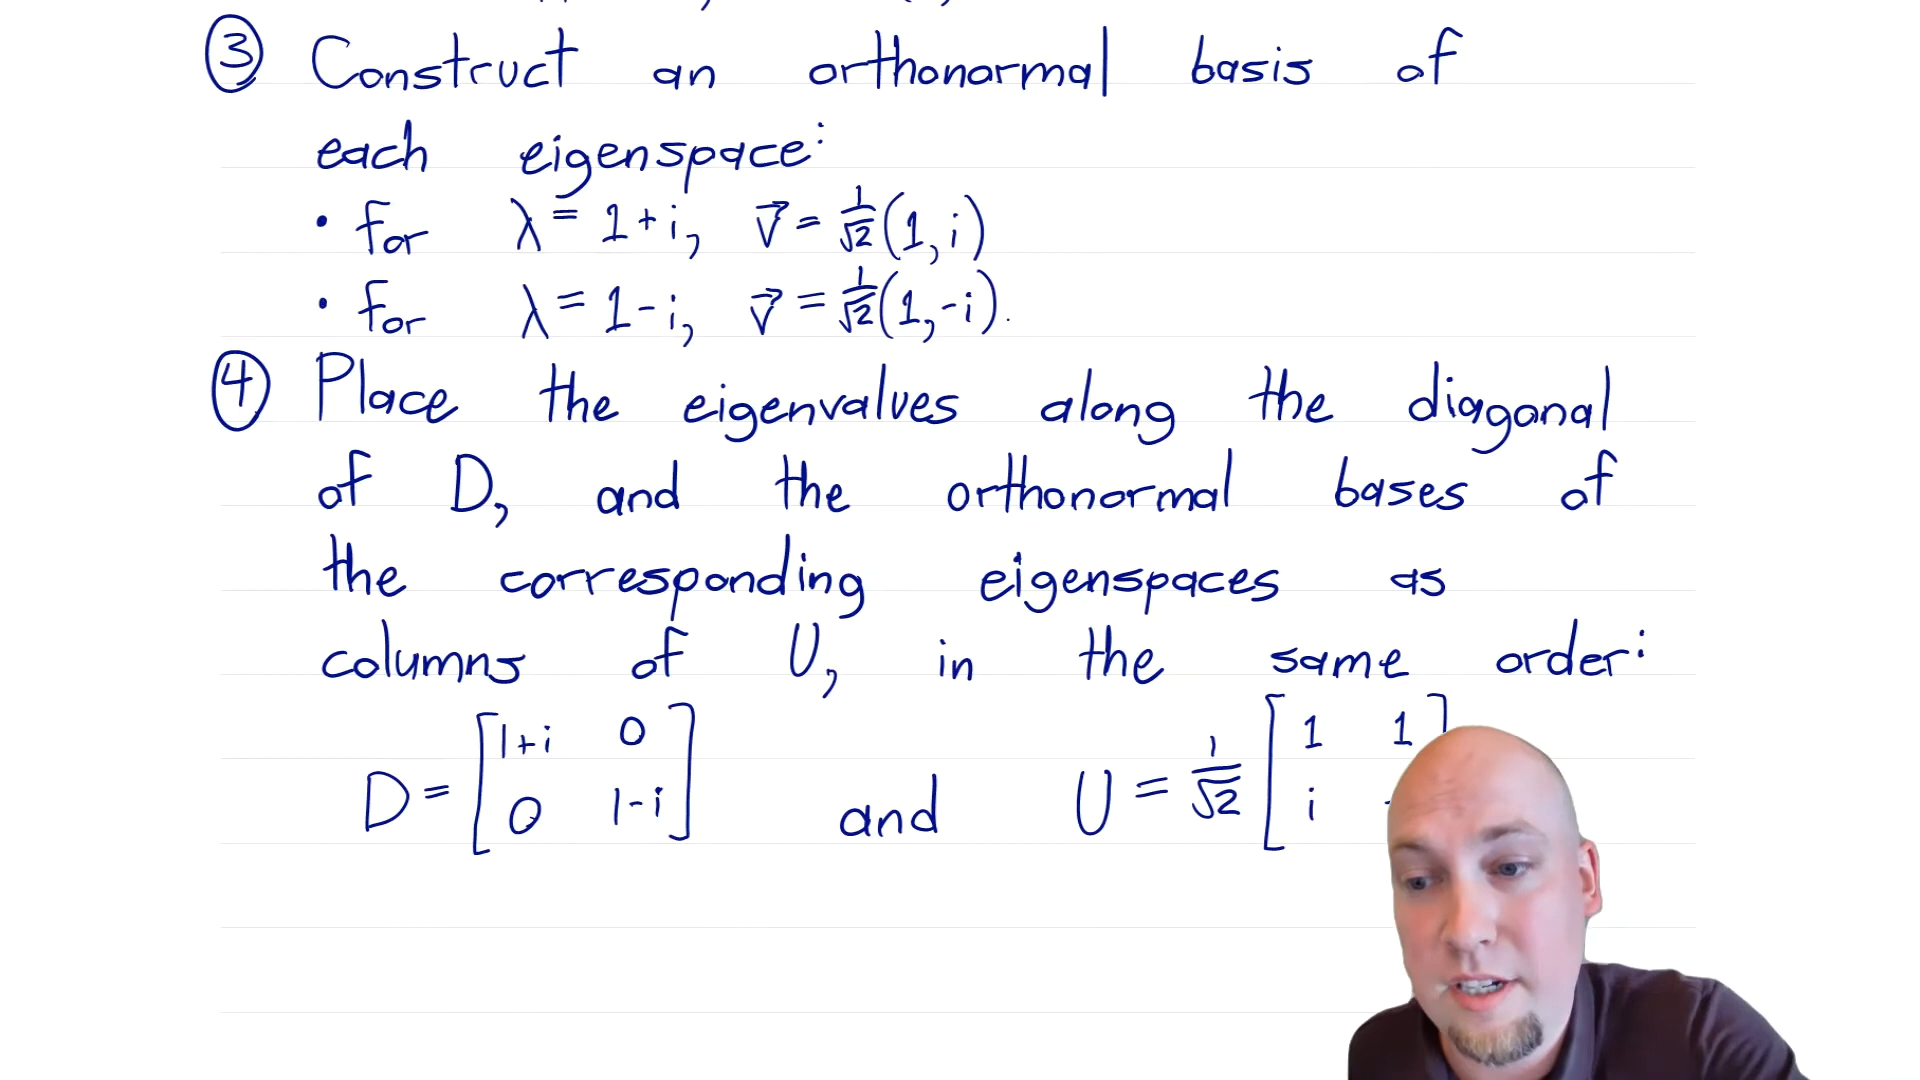 ③ Construct an orthonormal basis of
each eigenspace:
• for λ = 1+i, v⃗ = 1/√2 (1, i)
• for λ = 1-i, v⃗ = 1/√2 (1, -i).
④ Place the eigenvalues along the diagonal
of D, and the orthonormal bases of
the corresponding eigenspaces as
columns of U, in the same order:
D = [1+i 0; 0 1-i] and U = 1/√2 [1 1; i